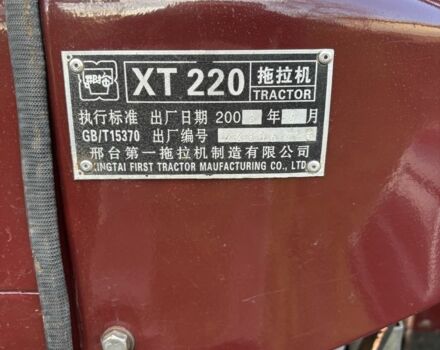 XT 220 拖拉机
TRACTOR
执行标准 出厂日期 200 年 月
GB/T15370 出厂编号
邢台第一拖拉机制造有限公司
XINGTAI FIRST TRACTOR MAUFACTURING CO., LTD